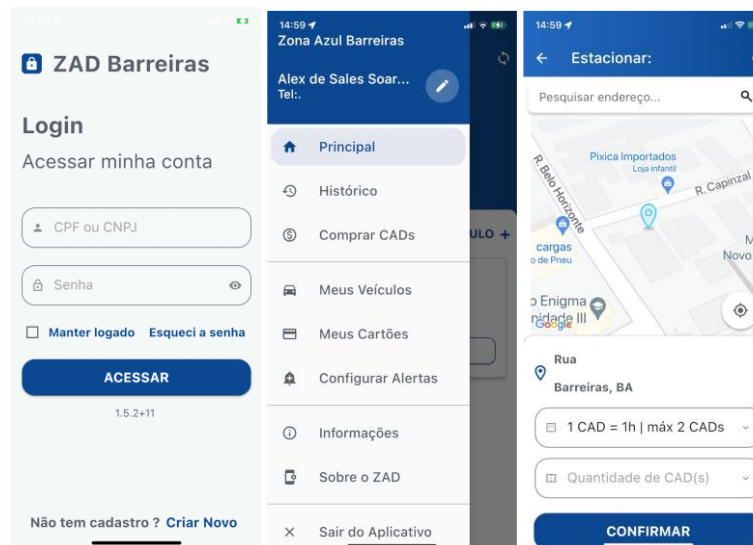 ZAD Barreiras
Login
Acessar minha conta
CPF ou CNPJ
Senha
Manter logado Esqueci a senha
ACESSAR
1.5.2+11
Não tem cadastro ? Criar Novo
14:59
Zona Azul Barreiras
Alex de Sales Soar...
Tel:.
Principal
Histórico
Comprar CADs
ULO +
Meus Veículos
Meus Cartões
Configurar Alertas
Informações
Sobre o ZAD
Sair do Aplicativo
14:59
Estacionar:
Pesquisar endereço...
Pixica Importados
Loja infantil
R. Belo Horizonte
R. Capinzal
cargas
o de Pneu
M
Novo
o Enigma
nidade III
Google
Rua
Barreiras, BA
1 CAD = 1h | máx 2 CADs
Quantidade de CAD(s)
CONFIRMAR